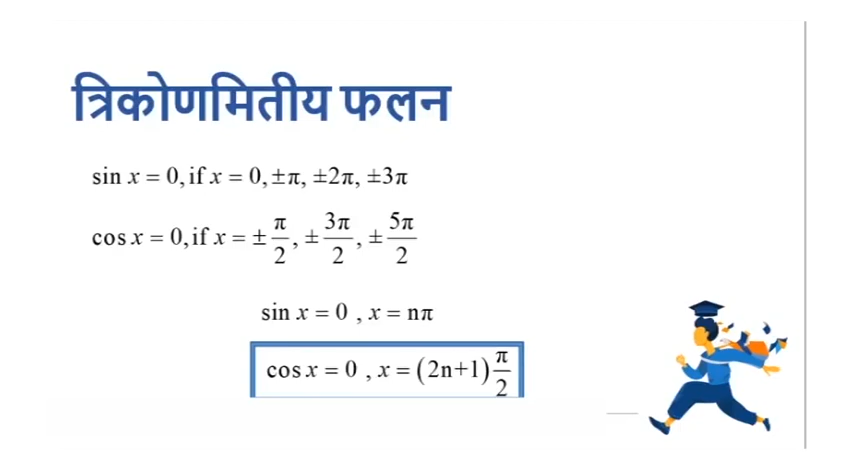 त्रिकोणमितीय फलन
sin x = 0, if x = 0, ±π, ±2π, ±3π
cos x = 0, if x = ± π/2, ± 3π/2, ± 5π/2
sin x = 0 , x = nπ
cos x = 0 , x = (2n+1) π/2